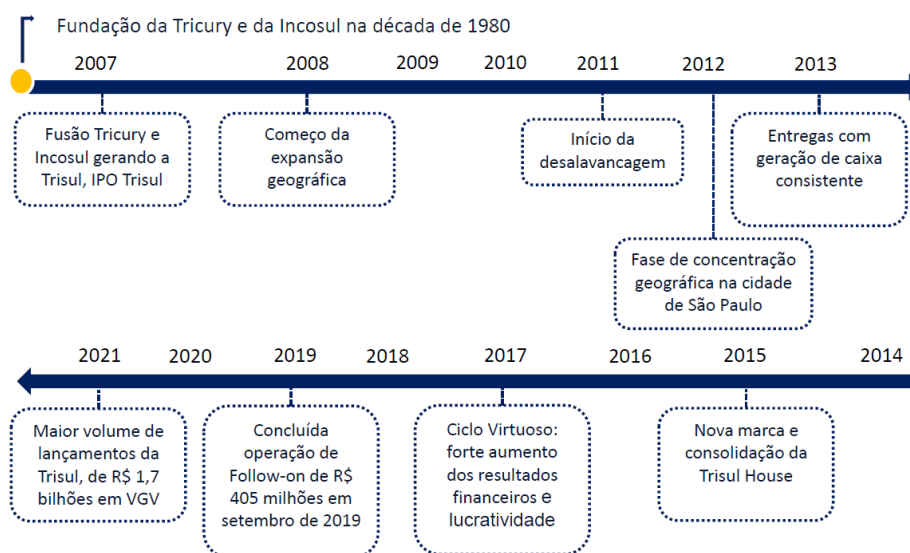 Fundação da Tricury e da Incosul na década de 1980
2007 2008 2009 2010 2011 2012 2013
Fusão Tricury e
Incosul gerando a
Trisul, IPO Trisul
Começo da
expansão
geográfica
Início da
desalavancagem
Fase de concentração
geográfica na cidade
de São Paulo
Entregas com
geração de caixa
consistente
2021 2020 2019 2018 2017 2016 2015 2014
Maior volume de
lançamentos da
Trisul, de R$ 1,7
bilhões em VGV
Concluída
operação de
Follow-on de R$
405 milhões em
setembro de 2019
Ciclo Virtuoso:
forte aumento
dos resultados
financeiros e
lucratividade
Nova marca e
consolidação da
Trisul House